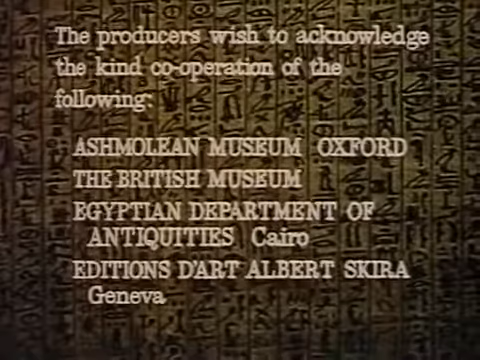 The producers wish to acknowledge
the kind co-operation of the
following:
ASHMOLEAN MUSEUM OXFORD
THE BRITISH MUSEUM
EGYPTIAN DEPARTMENT OF
ANTIQUITIES Cairo
EDITIONS D'ART ALBERT SKIRA
Geneva